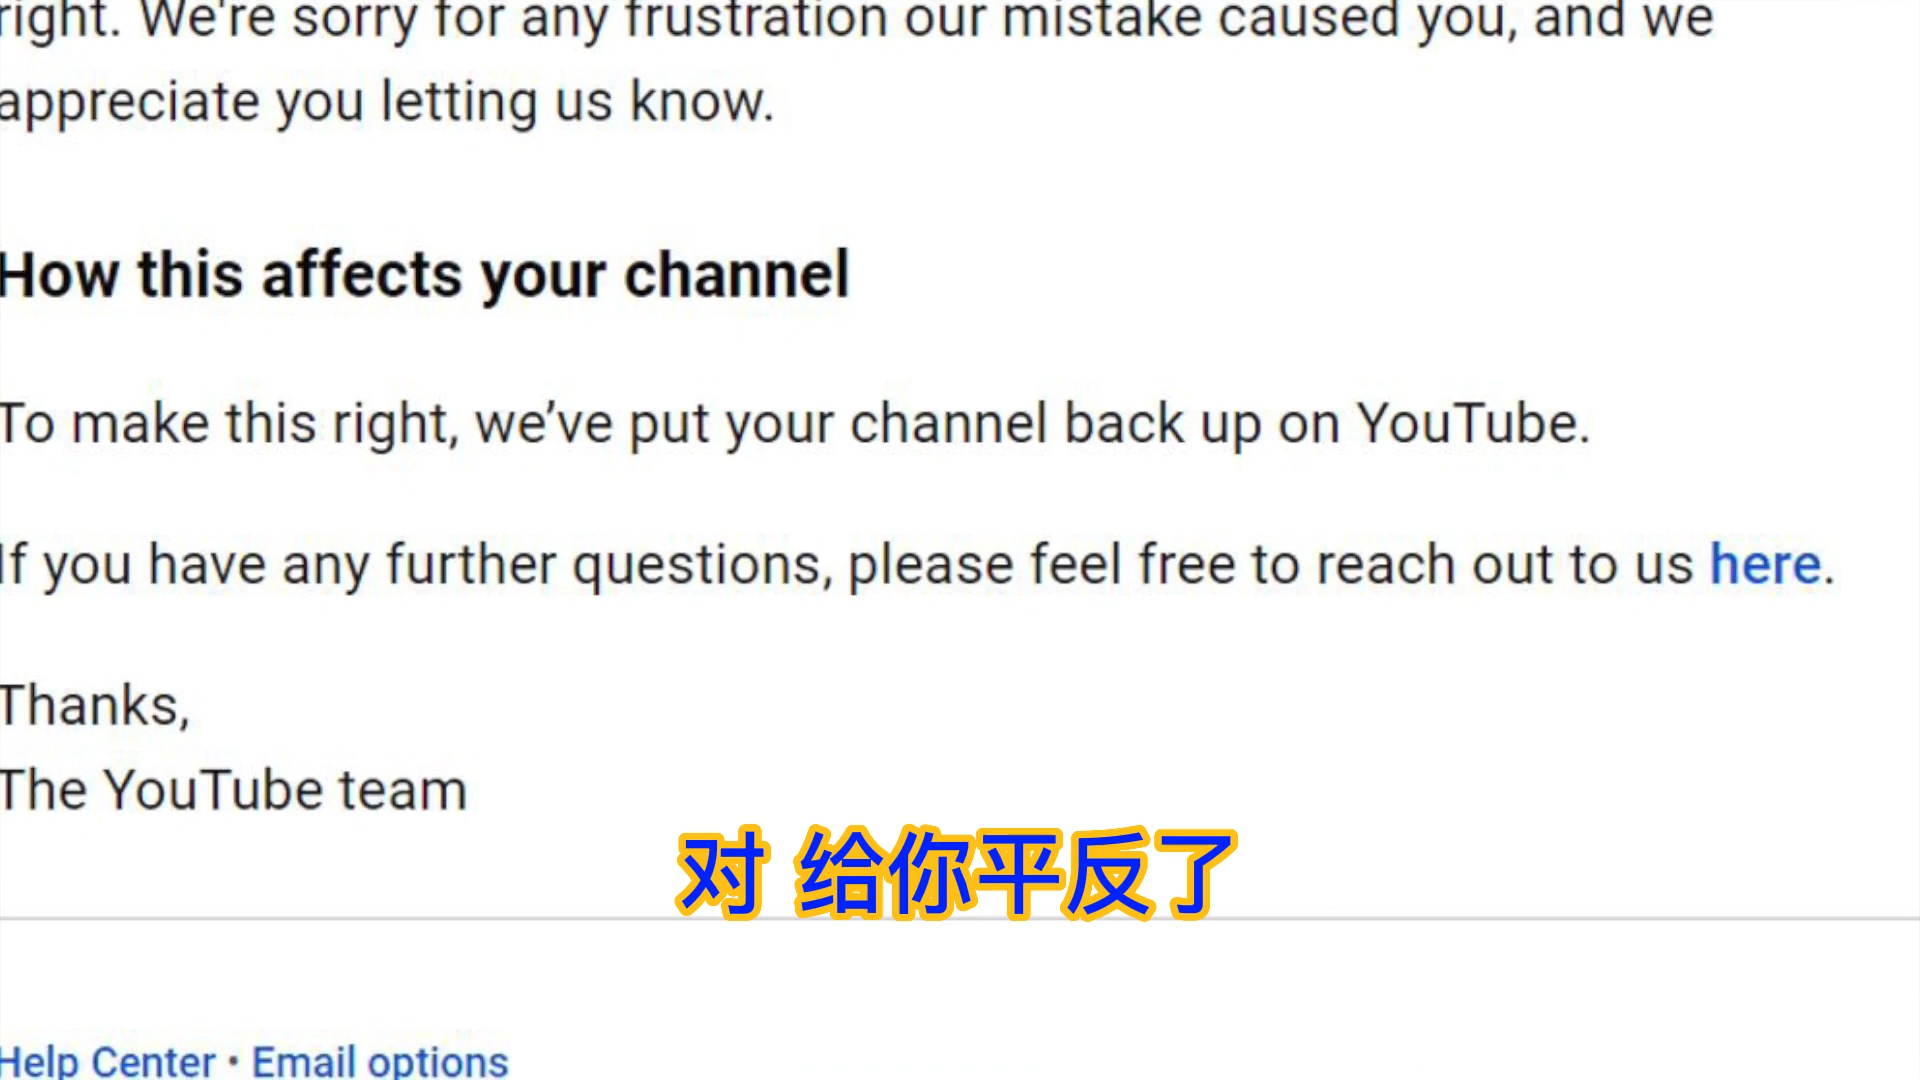 right. We're sorry for any frustration our mistake caused you, and we
appreciate you letting us know.
How this affects your channel
To make this right, we’ve put your channel back up on YouTube.
If you have any further questions, please feel free to reach out to us here.
Thanks,
The YouTube team
对 给你平反了
Help Center • Email options